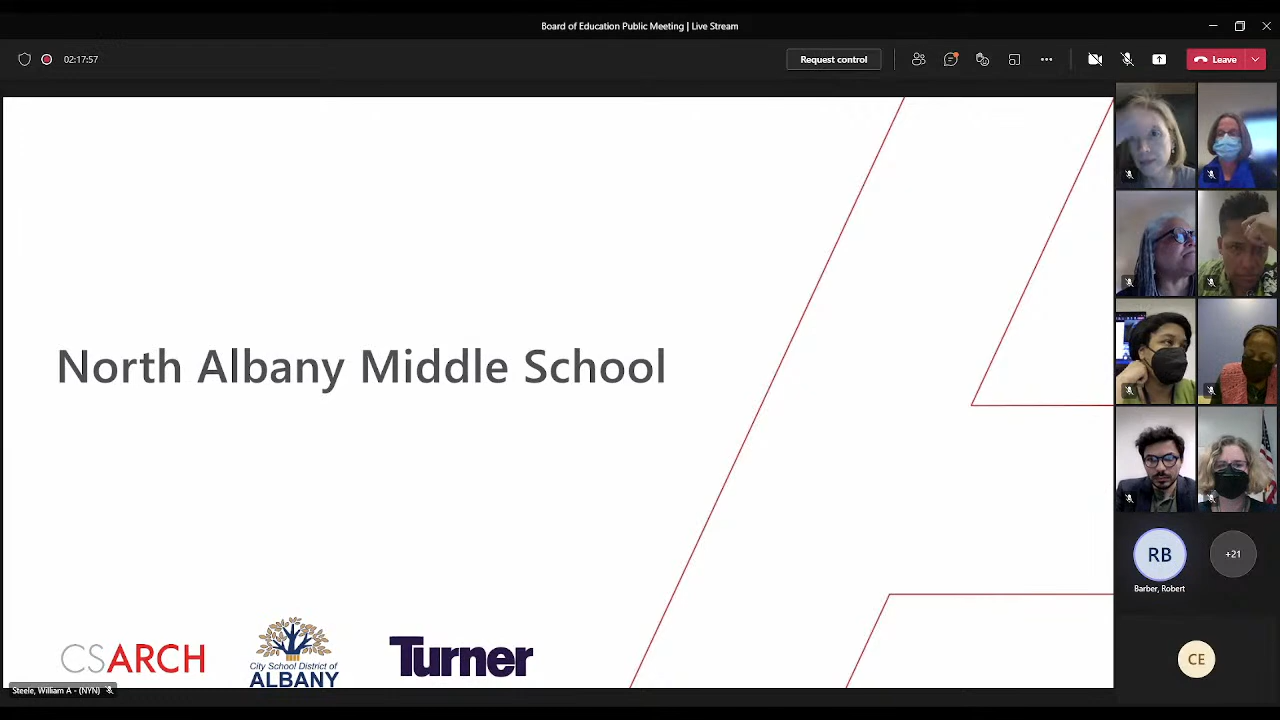 Board of Education Public Meeting | Live Stream
02:17:57
Request control
Leave
North Albany Middle School
RB
+21
Barber, Robert
CSARCH
City School District of
ALBANY
Turner
CE
Steele, William A - (NYN)